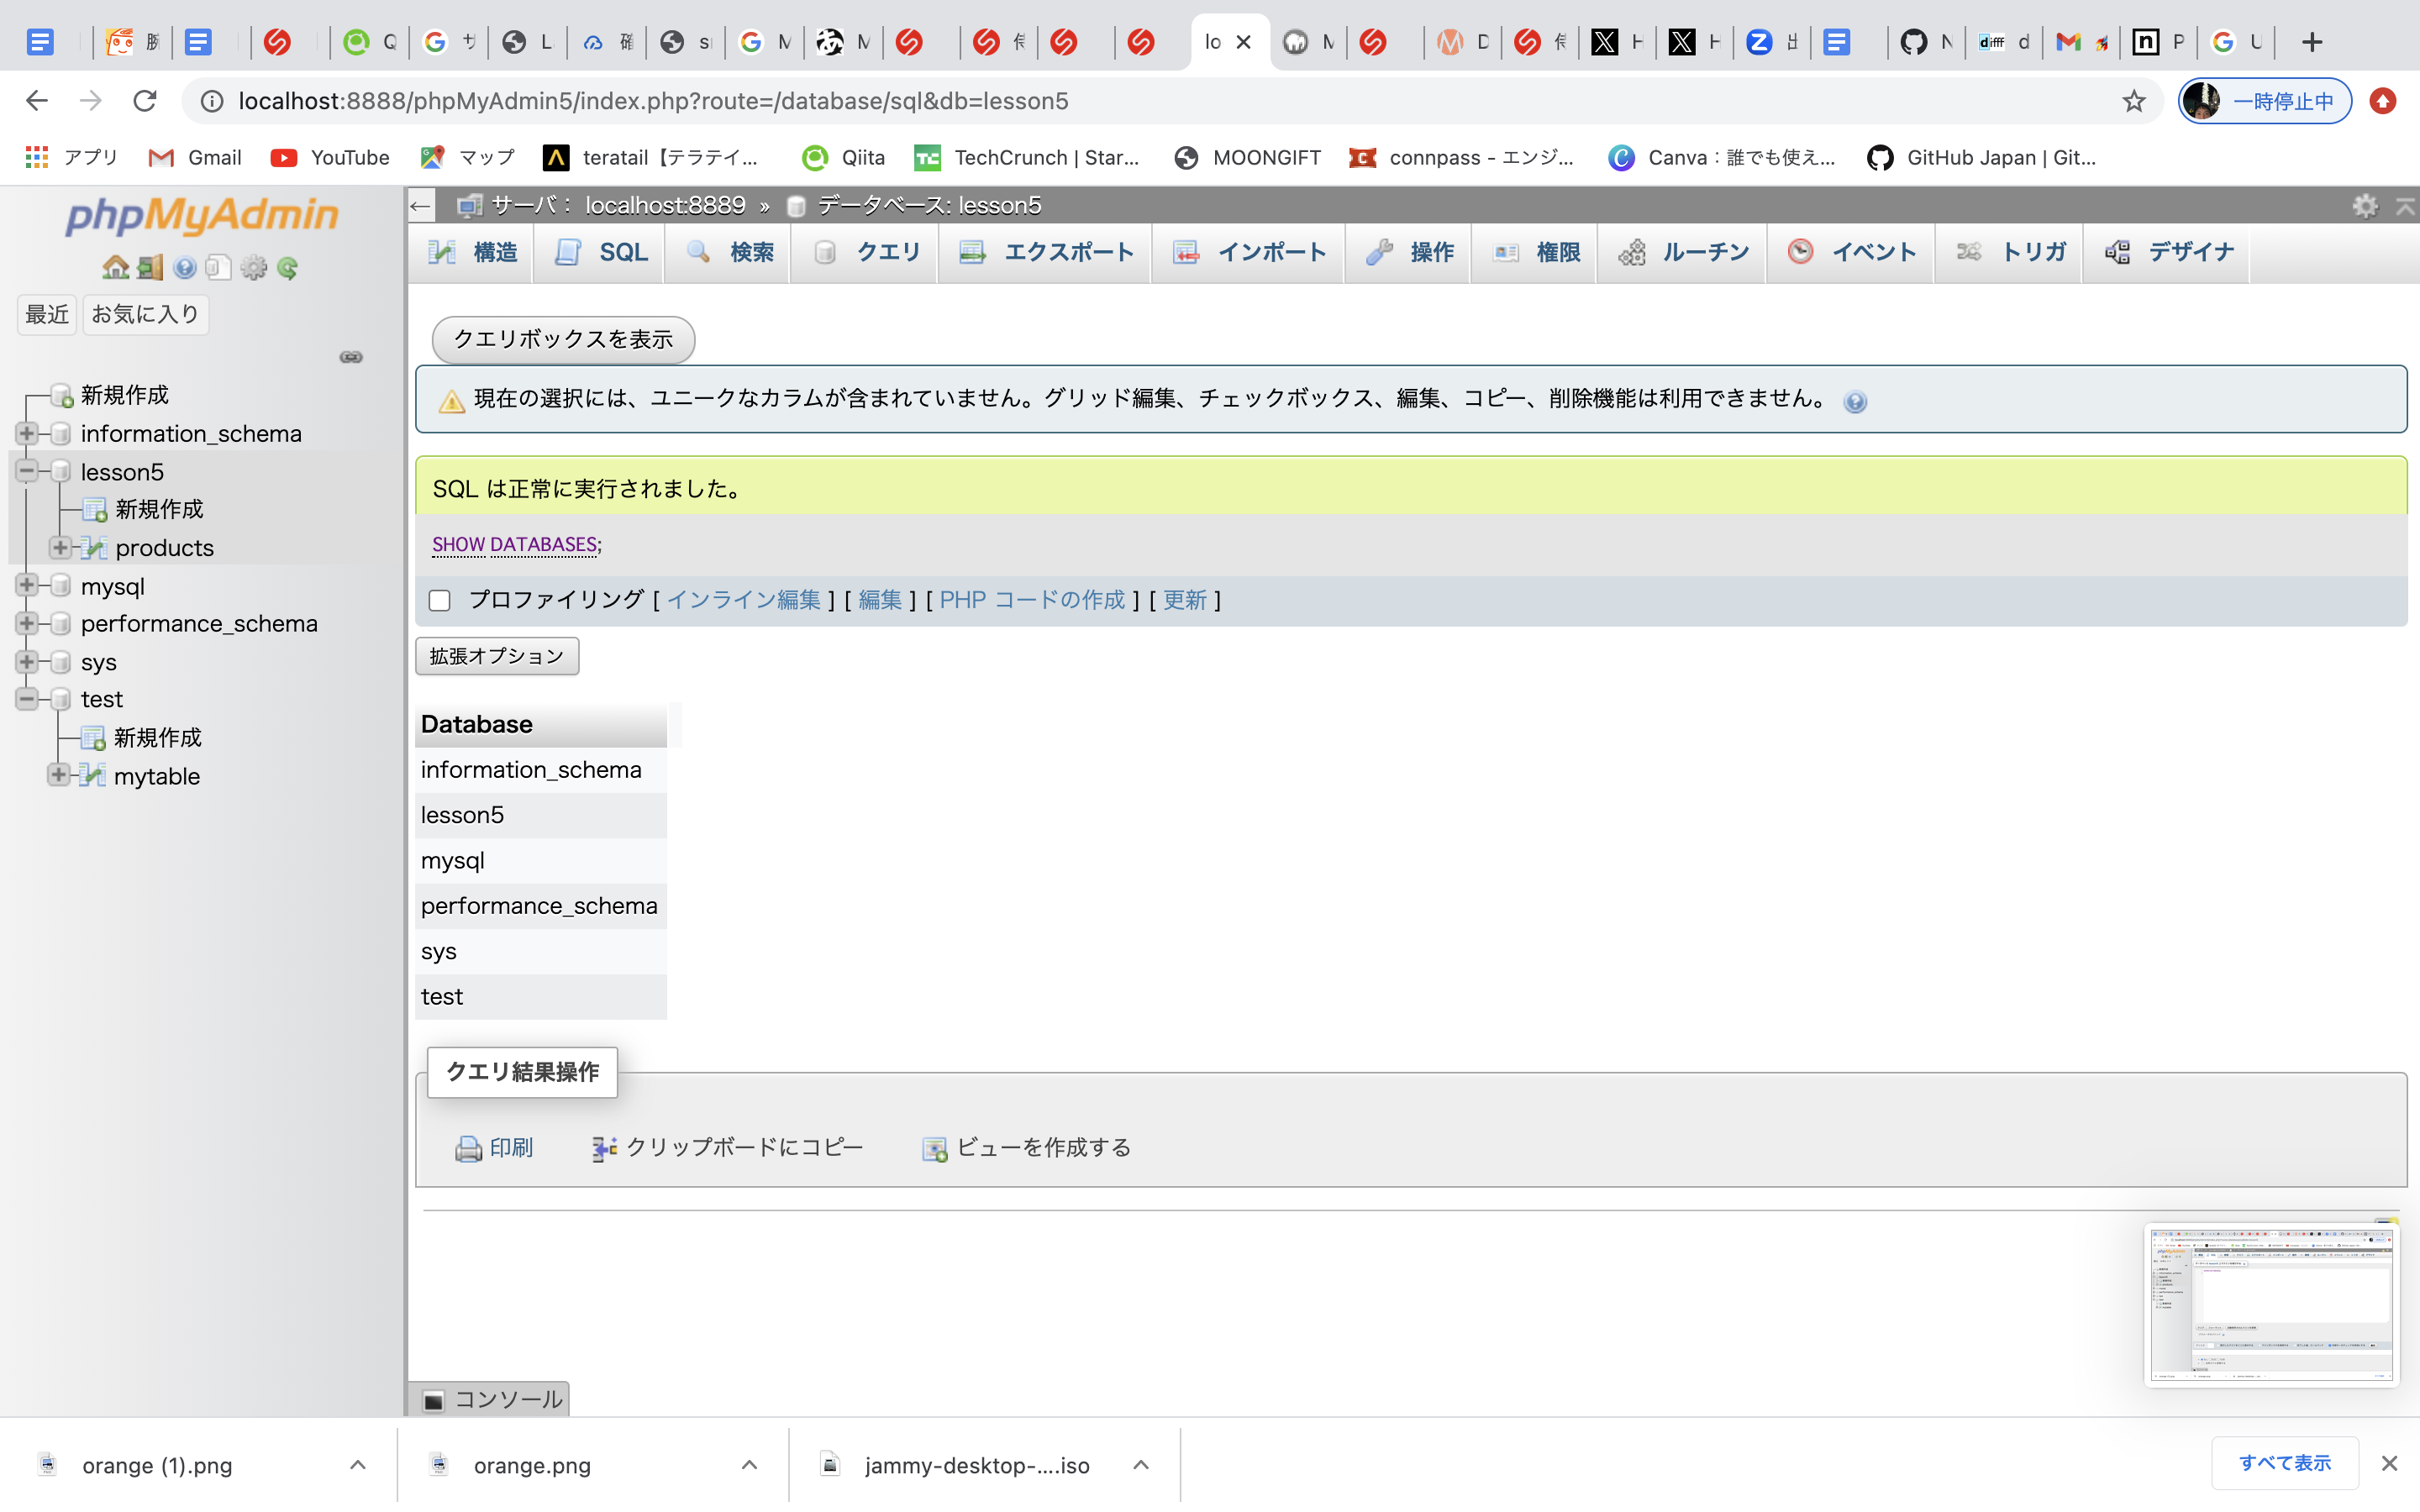 lo
localhost:8888/phpMyAdmin5/index.php?route=/database/sql&db=lesson5
一時停止中
アプリ Gmail YouTube マップ teratail【テラテイ... Qiita TechCrunch | Star... MOONGIFT connpass - エンジ... Canva：誰でも使え... GitHub Japan | Git...
phpMyAdmin
最近 お気に入り
新規作成
information_schema
lesson5
新規作成
products
mysql
performance_schema
sys
test
新規作成
mytable
サーバ： localhost:8889 » データベース: lesson5
構造 SQL 検索 クエリ エクスポート インポート 操作 権限 ルーチン イベント トリガ デザイナ
クエリボックスを表示
現在の選択には、ユニークなカラムが含まれていません。グリッド編集、チェックボックス、編集、コピー、削除機能は利用できません。
SQL は正常に実行されました。
SHOW DATABASES;
プロファイリング [ インライン編集 ] [ 編集 ] [ PHP コードの作成 ] [ 更新 ]
拡張オプション
Database
information_schema
lesson5
mysql
performance_schema
sys
test
クエリ結果操作
印刷 クリップボードにコピー ビューを作成する
コンソール
orange (1).png orange.png jammy-desktop-....iso すべて表示